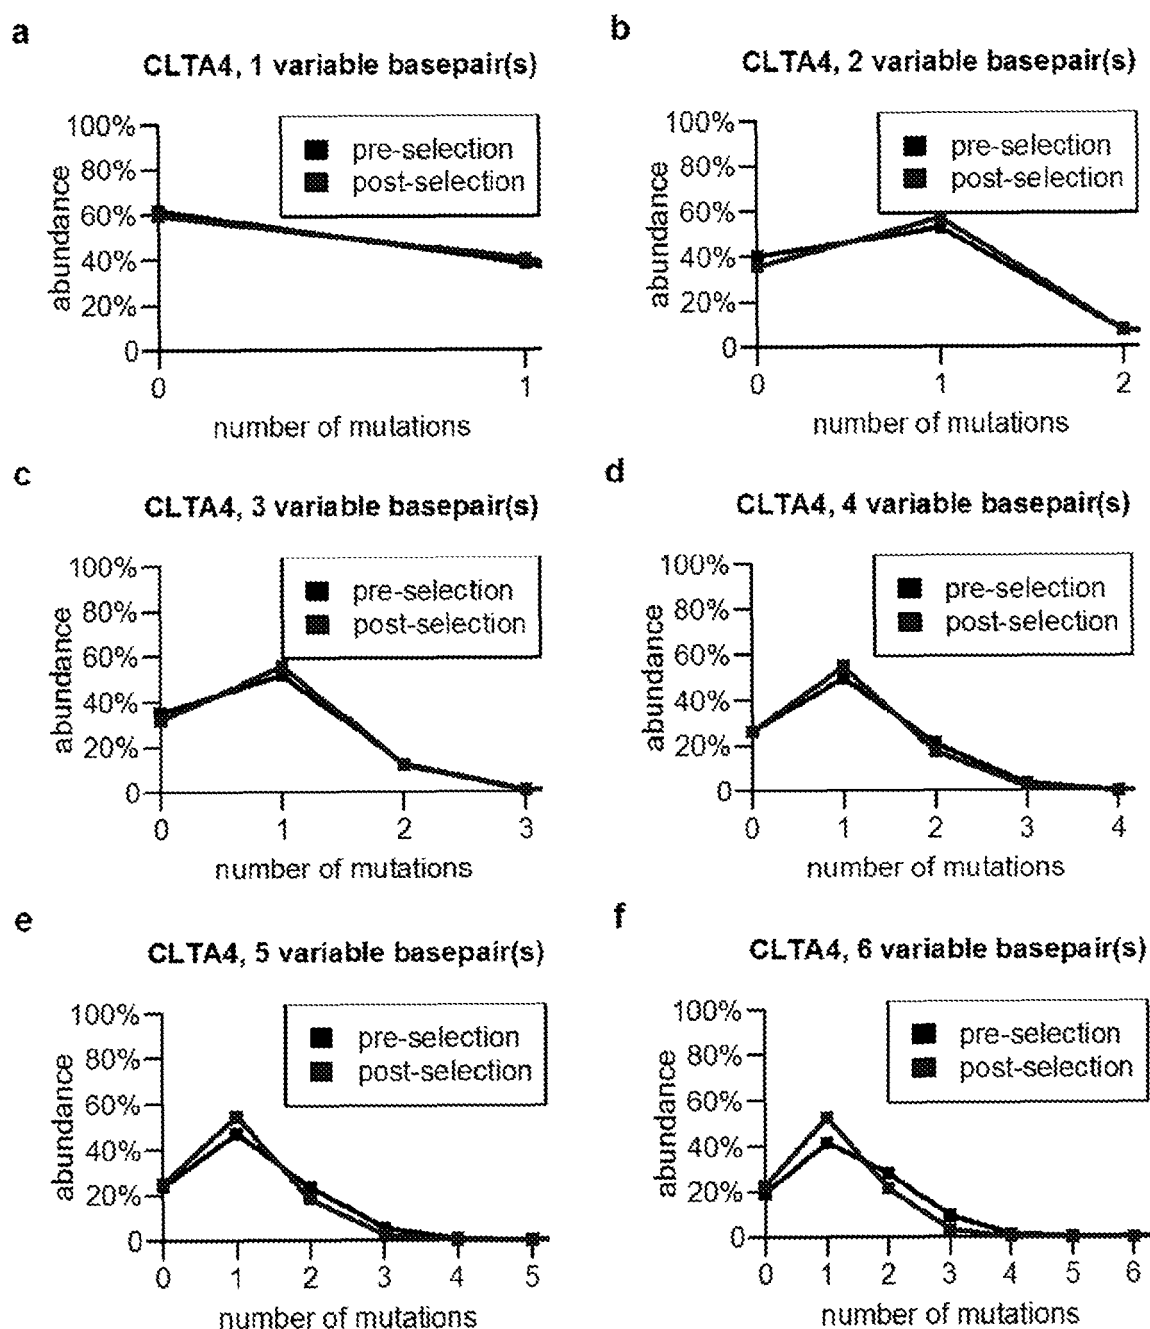 a
CLTA4, 1 variable basepair(s)
100%
80%
60%
40%
20%
0
abundance
pre-selection
post-selection
0 1
number of mutations
b
CLTA4, 2 variable basepair(s)
100%
80%
60%
40%
20%
0
abundance
pre-selection
post-selection
0 1 2
number of mutations
c
CLTA4, 3 variable basepair(s)
100%
80%
60%
40%
20%
0
abundance
pre-selection
post-selection
0 1 2 3
number of mutations
d
CLTA4, 4 variable basepair(s)
100%
80%
60%
40%
20%
0
abundance
pre-selection
post-selection
0 1 2 3 4
number of mutations
e
CLTA4, 5 variable basepair(s)
100%
80%
60%
40%
20%
0
abundance
pre-selection
post-selection
0 1 2 3 4 5
number of mutations
f
CLTA4, 6 variable basepair(s)
100%
80%
60%
40%
20%
0
abundance
pre-selection
post-selection
0 1 2 3 4 5 6
number of mutations